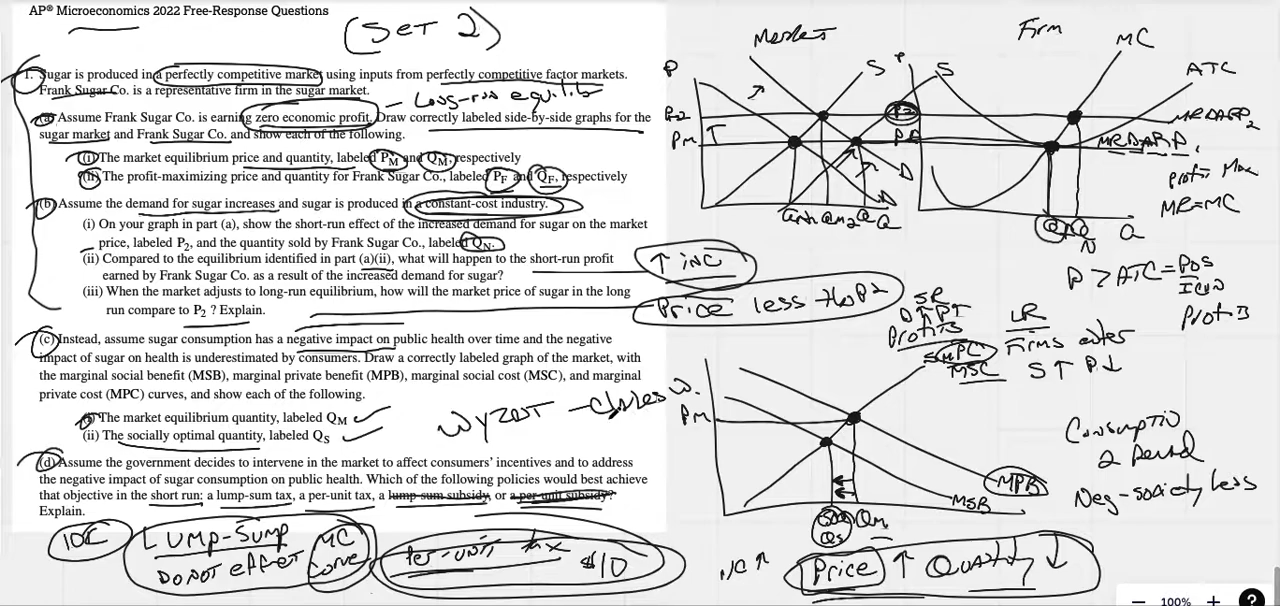 AP® Microeconomics 2022 Free-Response Questions
(SET 2)
1. Sugar is produced in a perfectly competitive market using inputs from perfectly competitive factor markets.
Frank Sugar Co. is a representative firm in the sugar market.
- Long-run equilib
(a) Assume Frank Sugar Co. is earning zero economic profit. Draw correctly labeled side-by-side graphs for the
sugar market and Frank Sugar Co. and show each of the following.
(i) The market equilibrium price and quantity, labeled PM and QM, respectively
(ii) The profit-maximizing price and quantity for Frank Sugar Co., labeled PF and QF, respectively
(b) Assume the demand for sugar increases and sugar is produced in a constant-cost industry.
(i) On your graph in part (a), show the short-run effect of the increased demand for sugar on the market
price, labeled P2, and the quantity sold by Frank Sugar Co., labeled QN.
(ii) Compared to the equilibrium identified in part (a)(ii), what will happen to the short-run profit
earned by Frank Sugar Co. as a result of the increased demand for sugar?
(iii) When the market adjusts to long-run equilibrium, how will the market price of sugar in the long
run compare to P2 ? Explain.
(c) Instead, assume sugar consumption has a negative impact on public health over time and the negative
impact of sugar on health is underestimated by consumers. Draw a correctly labeled graph of the market, with
the marginal social benefit (MSB), marginal private benefit (MPB), marginal social cost (MSC), and marginal
private cost (MPC) curves, and show each of the following.
(i) The market equilibrium quantity, labeled QM
(ii) The socially optimal quantity, labeled QS
(d) Assume the government decides to intervene in the market to affect consumers' incentives and to address
the negative impact of sugar consumption on public health. Which of the following policies would best achieve
that objective in the short run: a lump-sum tax, a per-unit tax, a lump-sum subsidy, or a per-unit subsidy?
Explain.
LUMP-SUMP
DO NOT effect
MC
Curve
Per-unit tax
$10
Market
P
S
S
P2
PM
D
Q
Firm
P
MC
ATC
P2
PF
MRDARP2
MRDARP,
Profit Max
MR=MC
QF
QN
Q
↑ INC
Price less than P2
P > ATC = Pos
Econ
Profits
SR
D↑ P↑
Profits
LR
Firms enter
S↑ P↓
S MPC
MSC
PM
MPB
MSB
QS
QM
Consumption
Neg-society less
MC ↑
Price ↑ Quantity ↓
100%